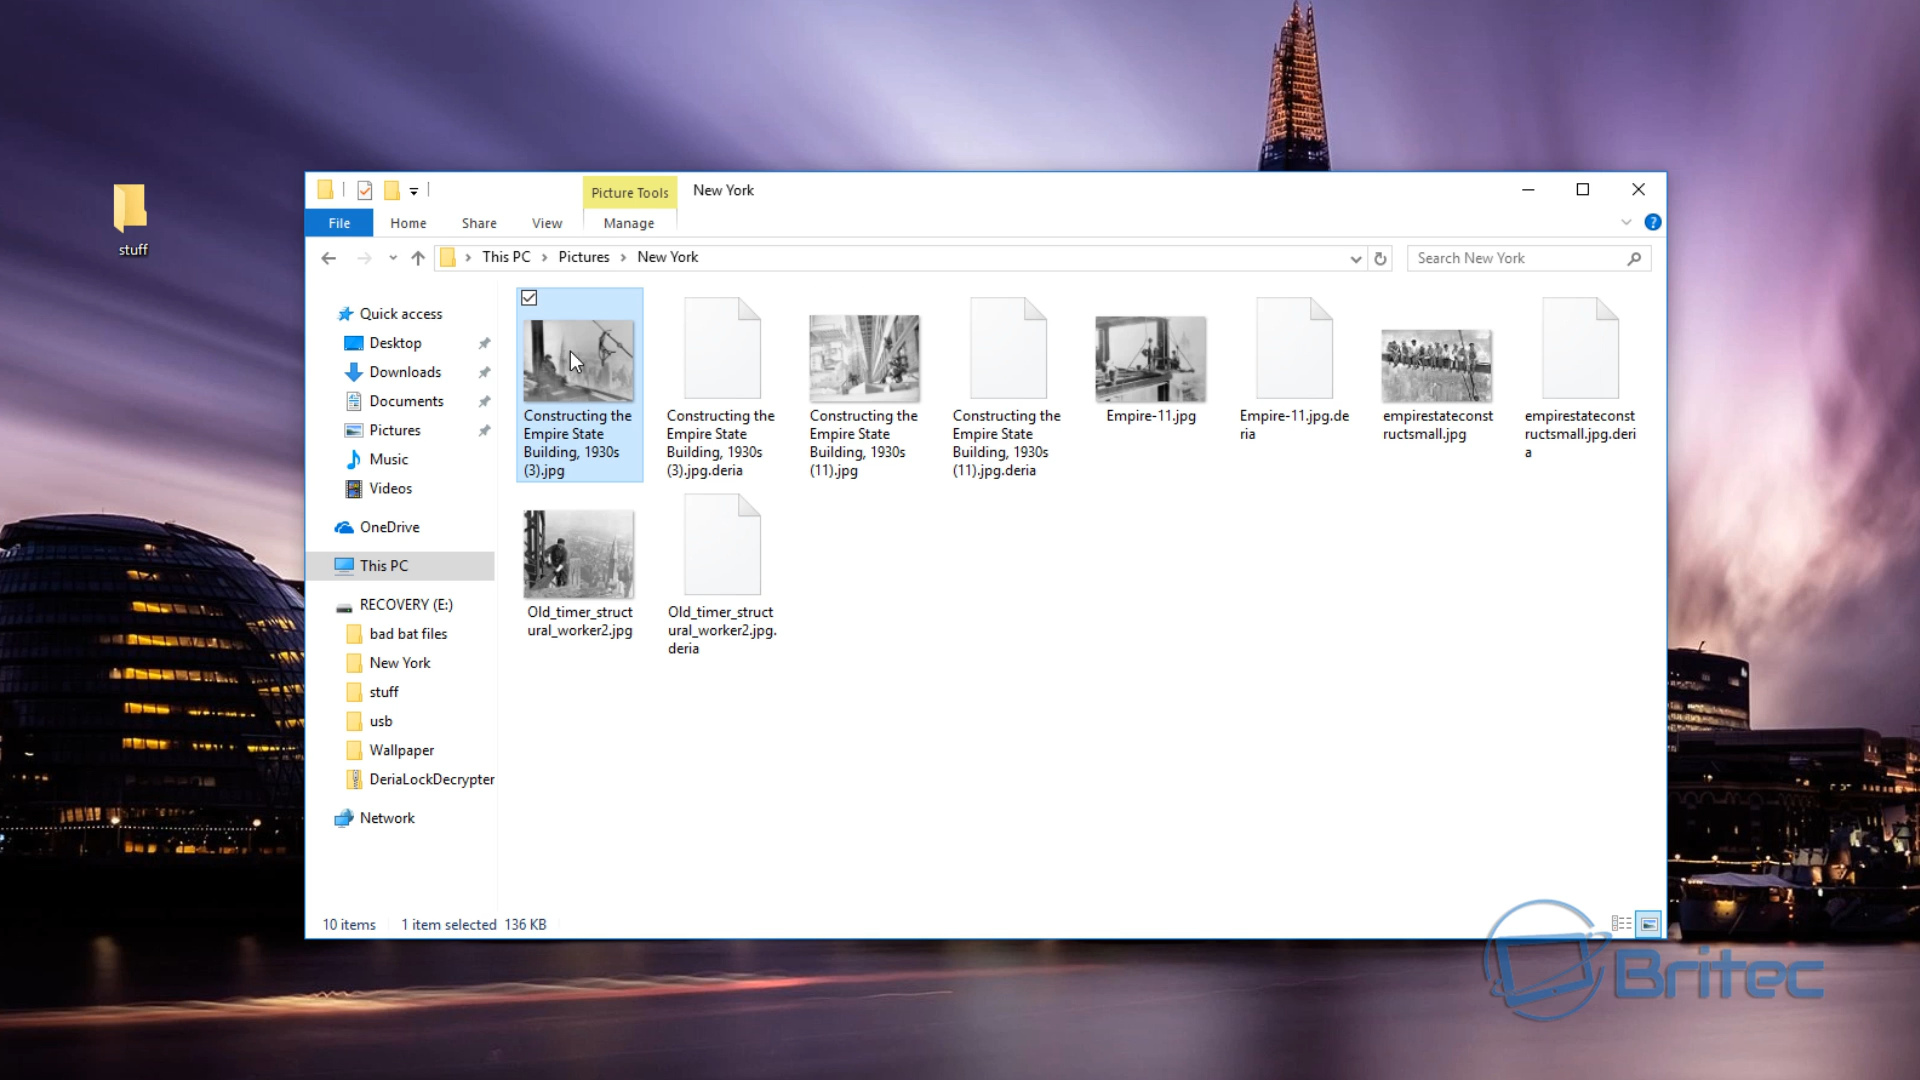 stuff
Picture Tools
New York
File
Home
Share
View
Manage
?
This PC
Pictures
New York
Search New York
Quick access
Desktop
Downloads
Documents
Pictures
Music
Videos
OneDrive
This PC
RECOVERY (E:)
bad bat files
New York
stuff
usb
Wallpaper
DeriaLockDecrypter
Network
Constructing the
Empire State
Building, 1930s
(3).jpg
Constructing the
Empire State
Building, 1930s
(3).jpg.deria
Constructing the
Empire State
Building, 1930s
(11).jpg
Constructing the
Empire State
Building, 1930s
(11).jpg.deria
Empire-11.jpg
Empire-11.jpg.de
ria
empirestateconst
ructsmall.jpg
empirestateconst
ructsmall.jpg.deri
a
Old_timer_struct
ural_worker2.jpg
Old_timer_struct
ural_worker2.jpg.
deria
10 items
1 item selected 136 KB
Britec